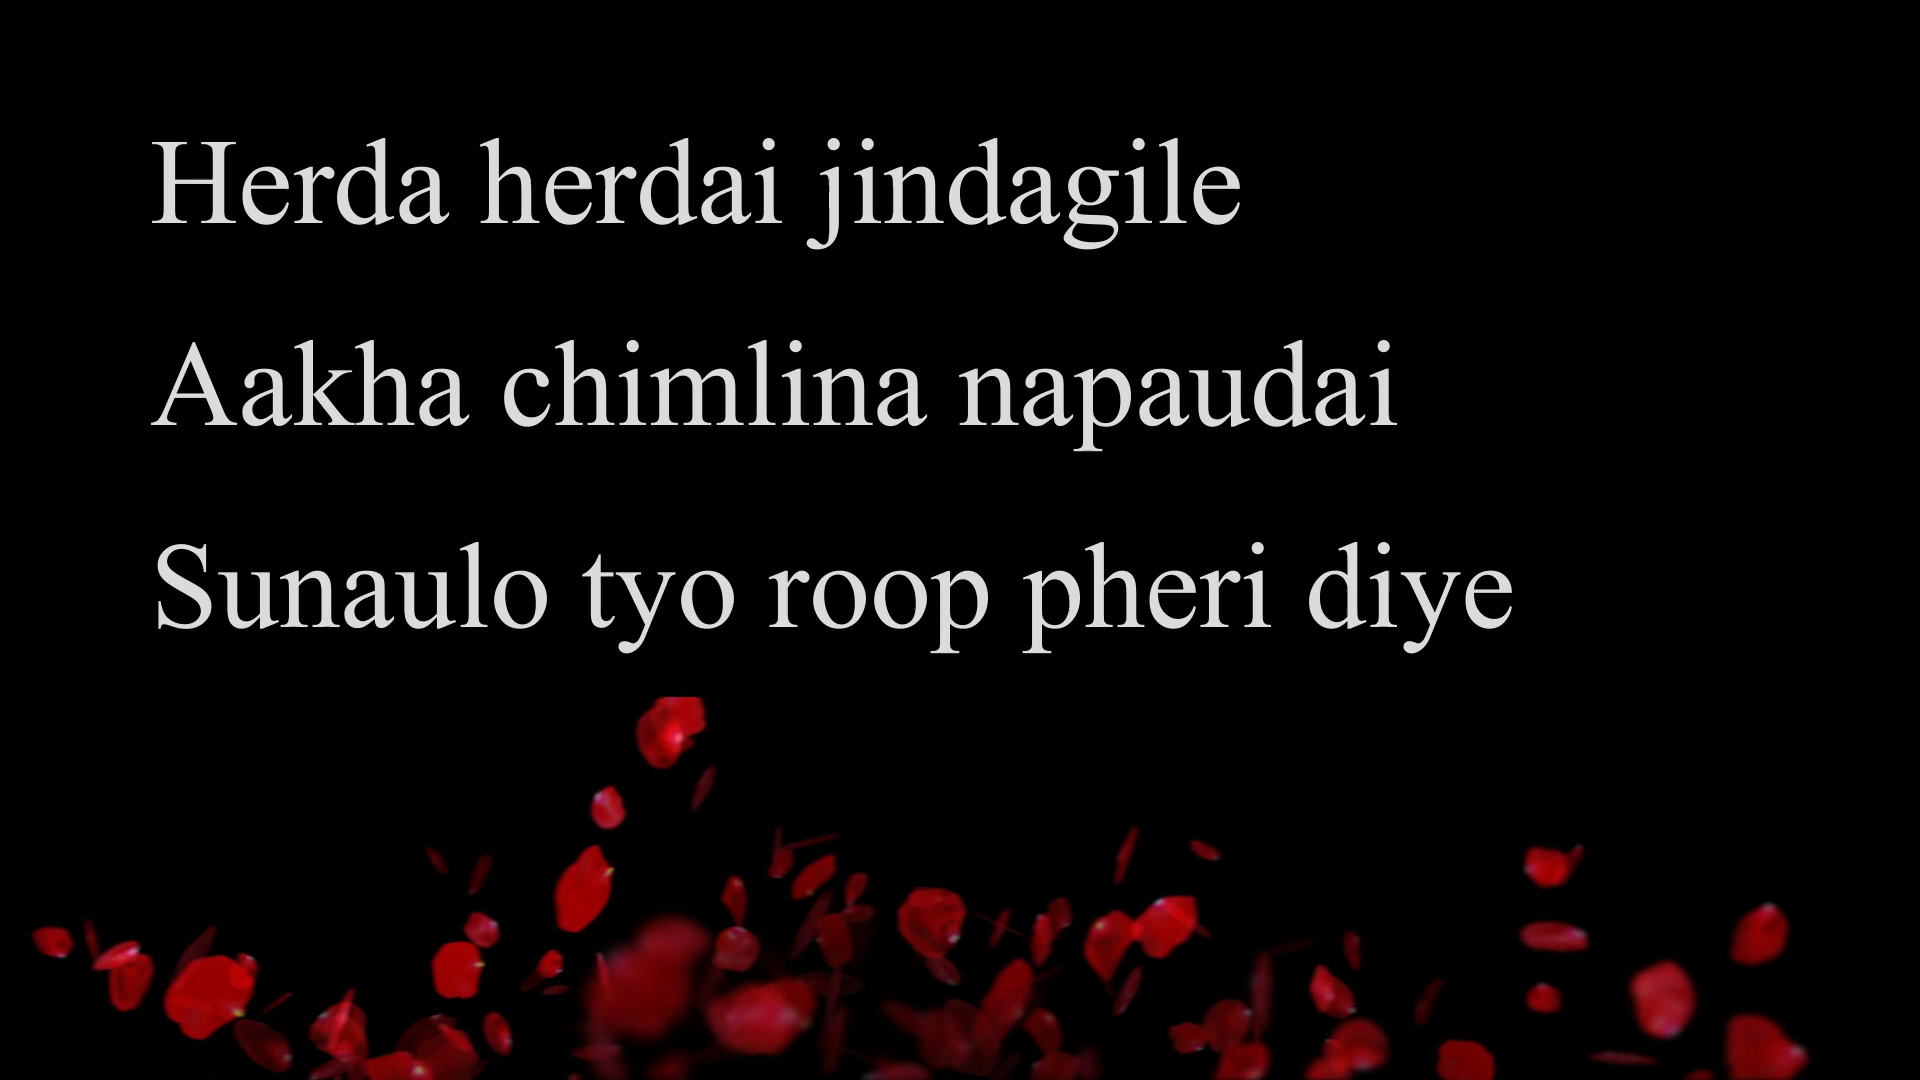 Herda herdai jindagile
Aakha chimlina napaudai
Sunaulo tyo roop pheri diye